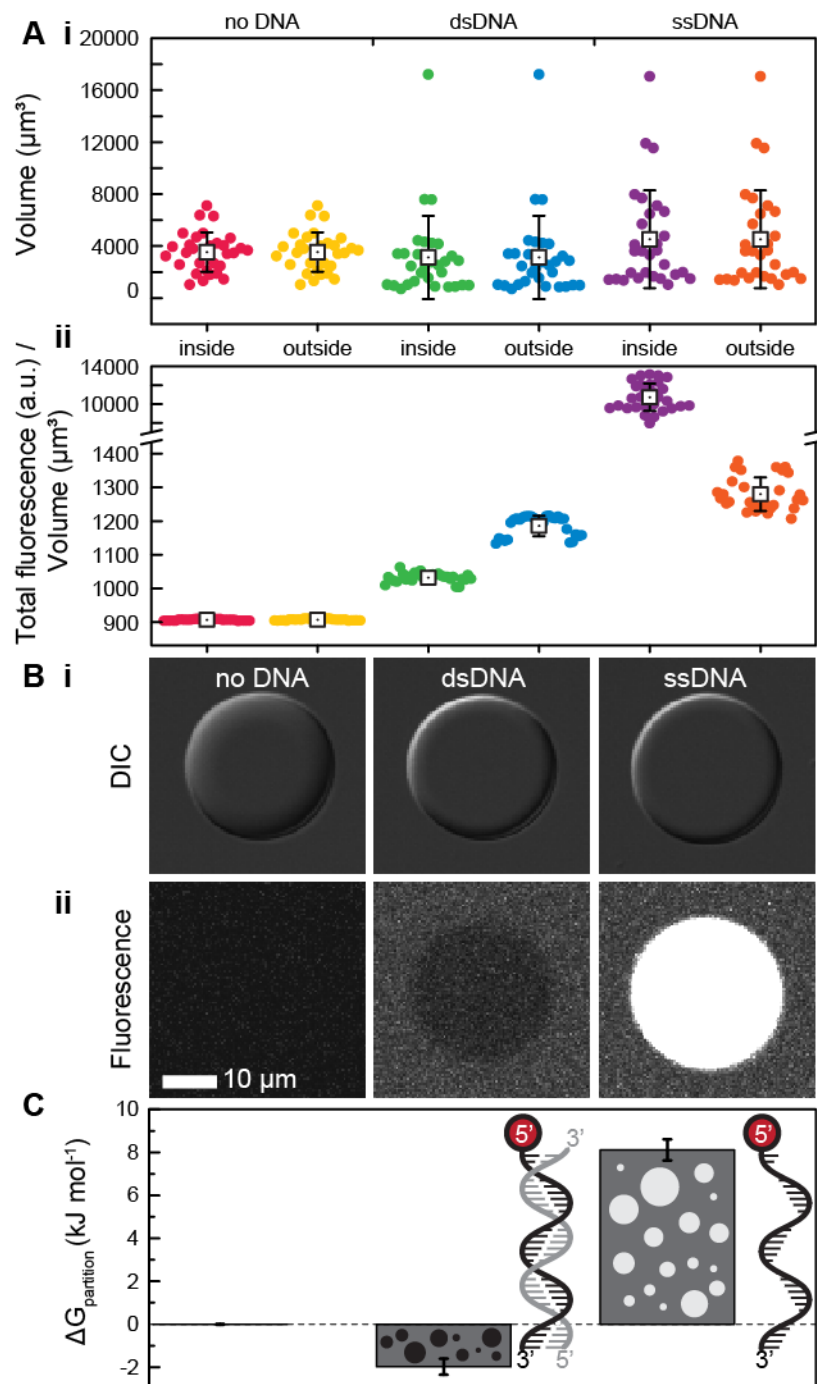 A i
no DNA dsDNA ssDNA
Volume (µm³)
20000
16000
12000
8000
4000
0
ii
inside outside inside outside inside outside
Total fluorescence (a.u.) /
Volume (µm³)
14000
10000
1400
1300
1200
1100
1000
900
B i
no DNA dsDNA ssDNA
DIC
ii
Fluorescence
10 µm
C
ΔGpartition (kJ mol⁻¹)
10
8
6
4
2
0
-2
5' 3'
3' 5'
5'
3'